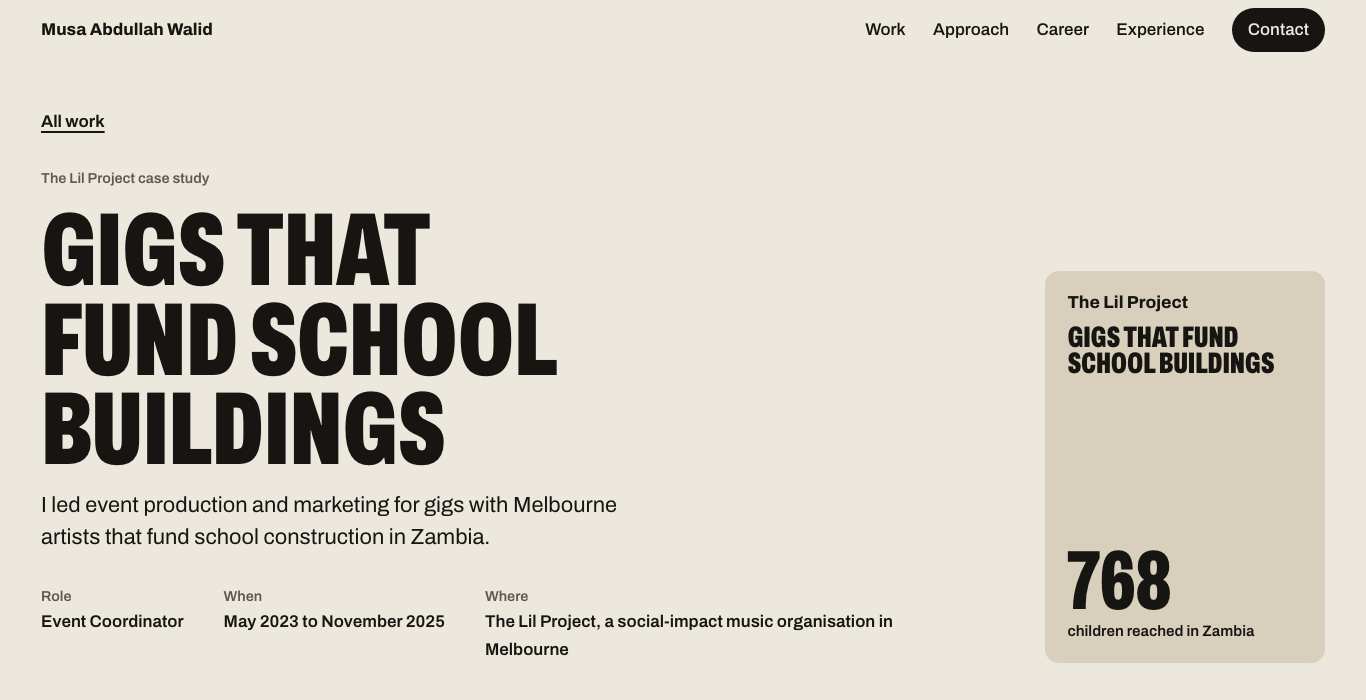 Musa Abdullah Walid
Work
Approach
Career
Experience
Contact
All work
The Lil Project case study
GIGS THAT
FUND SCHOOL
BUILDINGS
I led event production and marketing for gigs with Melbourne
artists that fund school construction in Zambia.
Role
Event Coordinator
When
May 2023 to November 2025
Where
The Lil Project, a social-impact music organisation in
Melbourne
The Lil Project
GIGS THAT FUND
SCHOOL BUILDINGS
768
children reached in Zambia